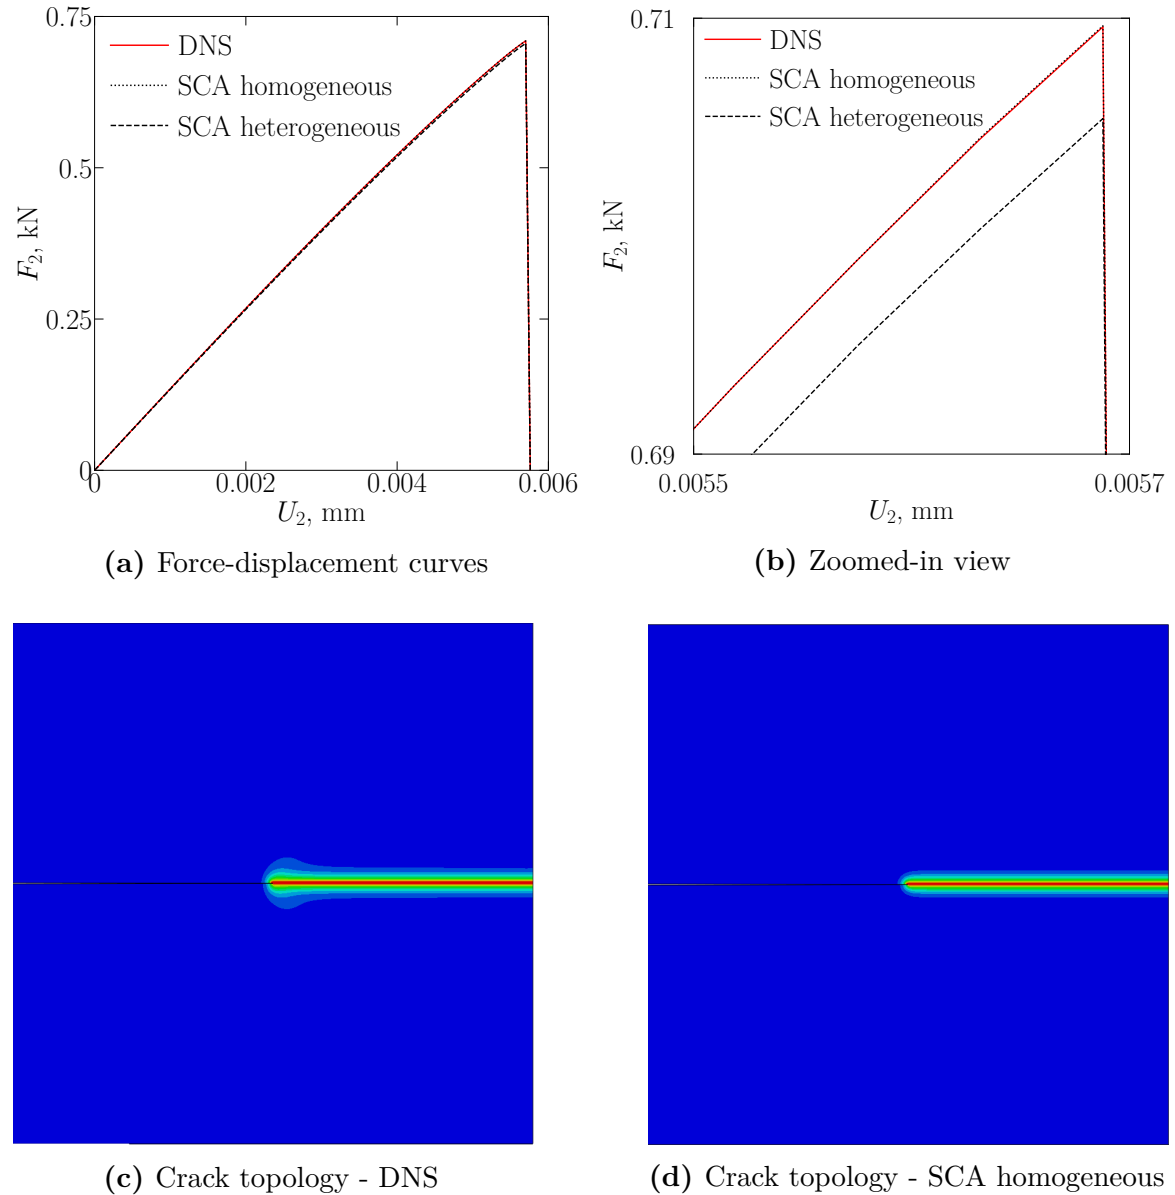 0.75
DNS
SCA homogeneous
SCA heterogeneous
0.5
F₂, kN
0.25
0
0 0.002 0.004 0.006
U₂, mm
(a) Force-displacement curves
0.71
DNS
SCA homogeneous
SCA heterogeneous
F₂, kN
0.69
0.0055 0.0057
U₂, mm
(b) Zoomed-in view
(c) Crack topology - DNS
(d) Crack topology - SCA homogeneous